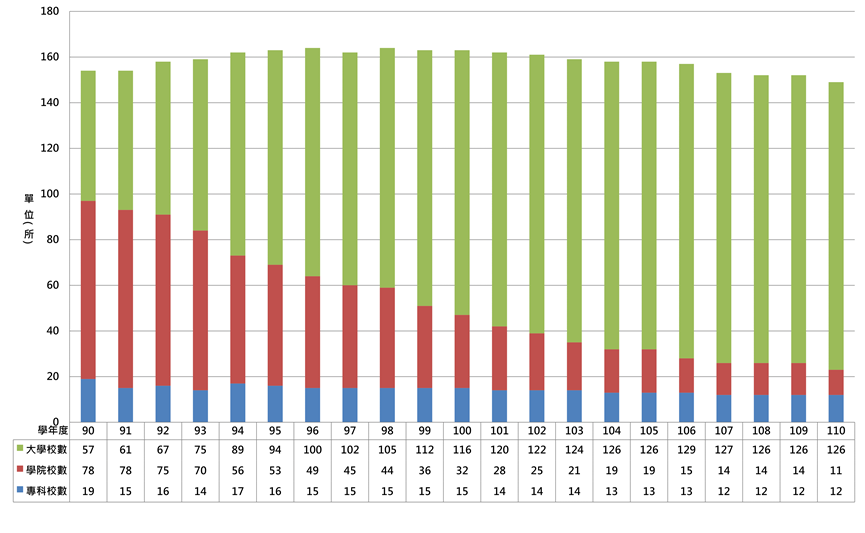 180
160
140
120
100
80
60
40
20
0
單位(所)
學年度 90 91 92 93 94 95 96 97 98 99 100 101 102 103 104 105 106 107 108 109 110
大學校數 57 61 67 75 89 94 100 102 105 112 116 120 122 124 126 126 129 127 126 126 126
學院校數 78 78 75 70 56 53 49 45 44 36 32 28 25 21 19 19 15 14 14 14 11
專科校數 19 15 16 14 17 16 15 15 15 15 15 14 14 14 13 13 13 12 12 12 12